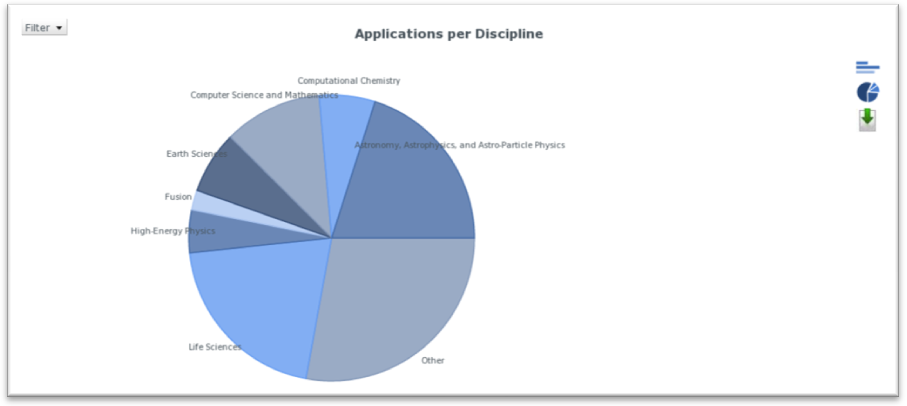 Filter
Applications per Discipline
Computational Chemistry
Computer Science and Mathematics
Astronomy, Astrophysics, and Astro-Particle Physics
Earth Sciences
Fusion
High-Energy Physics
Life Sciences
Other